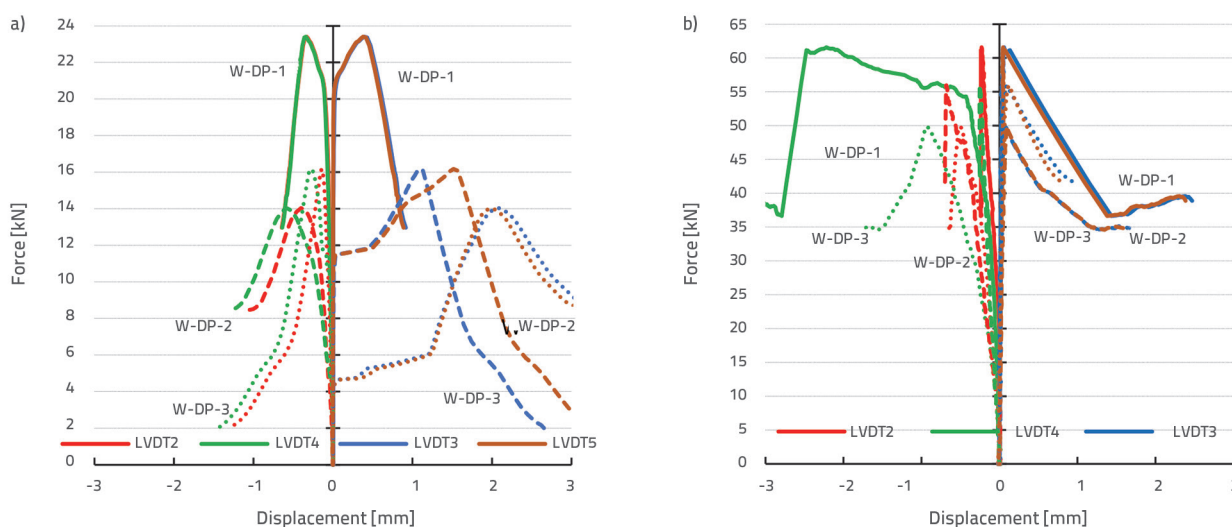 a)
24
22
20
18
16
14
12
10
8
6
4
2
0
Force [kN]
W-DP-1
W-DP-1
W-DP-2
W-DP-2
W-DP-3
W-DP-3
LVDT2 LVDT4 LVDT3 LVDT5
-3 -2 -1 0 1 2 3
Displacement [mm]
b)
65
60
55
50
45
40
35
30
25
20
15
10
5
0
Force [kN]
W-DP-1
W-DP-1
W-DP-3
W-DP-3
W-DP-2
W-DP-2
LVDT2 LVDT4 LVDT3
-3 -2 -1 0 1 2 3
Displacement [mm]